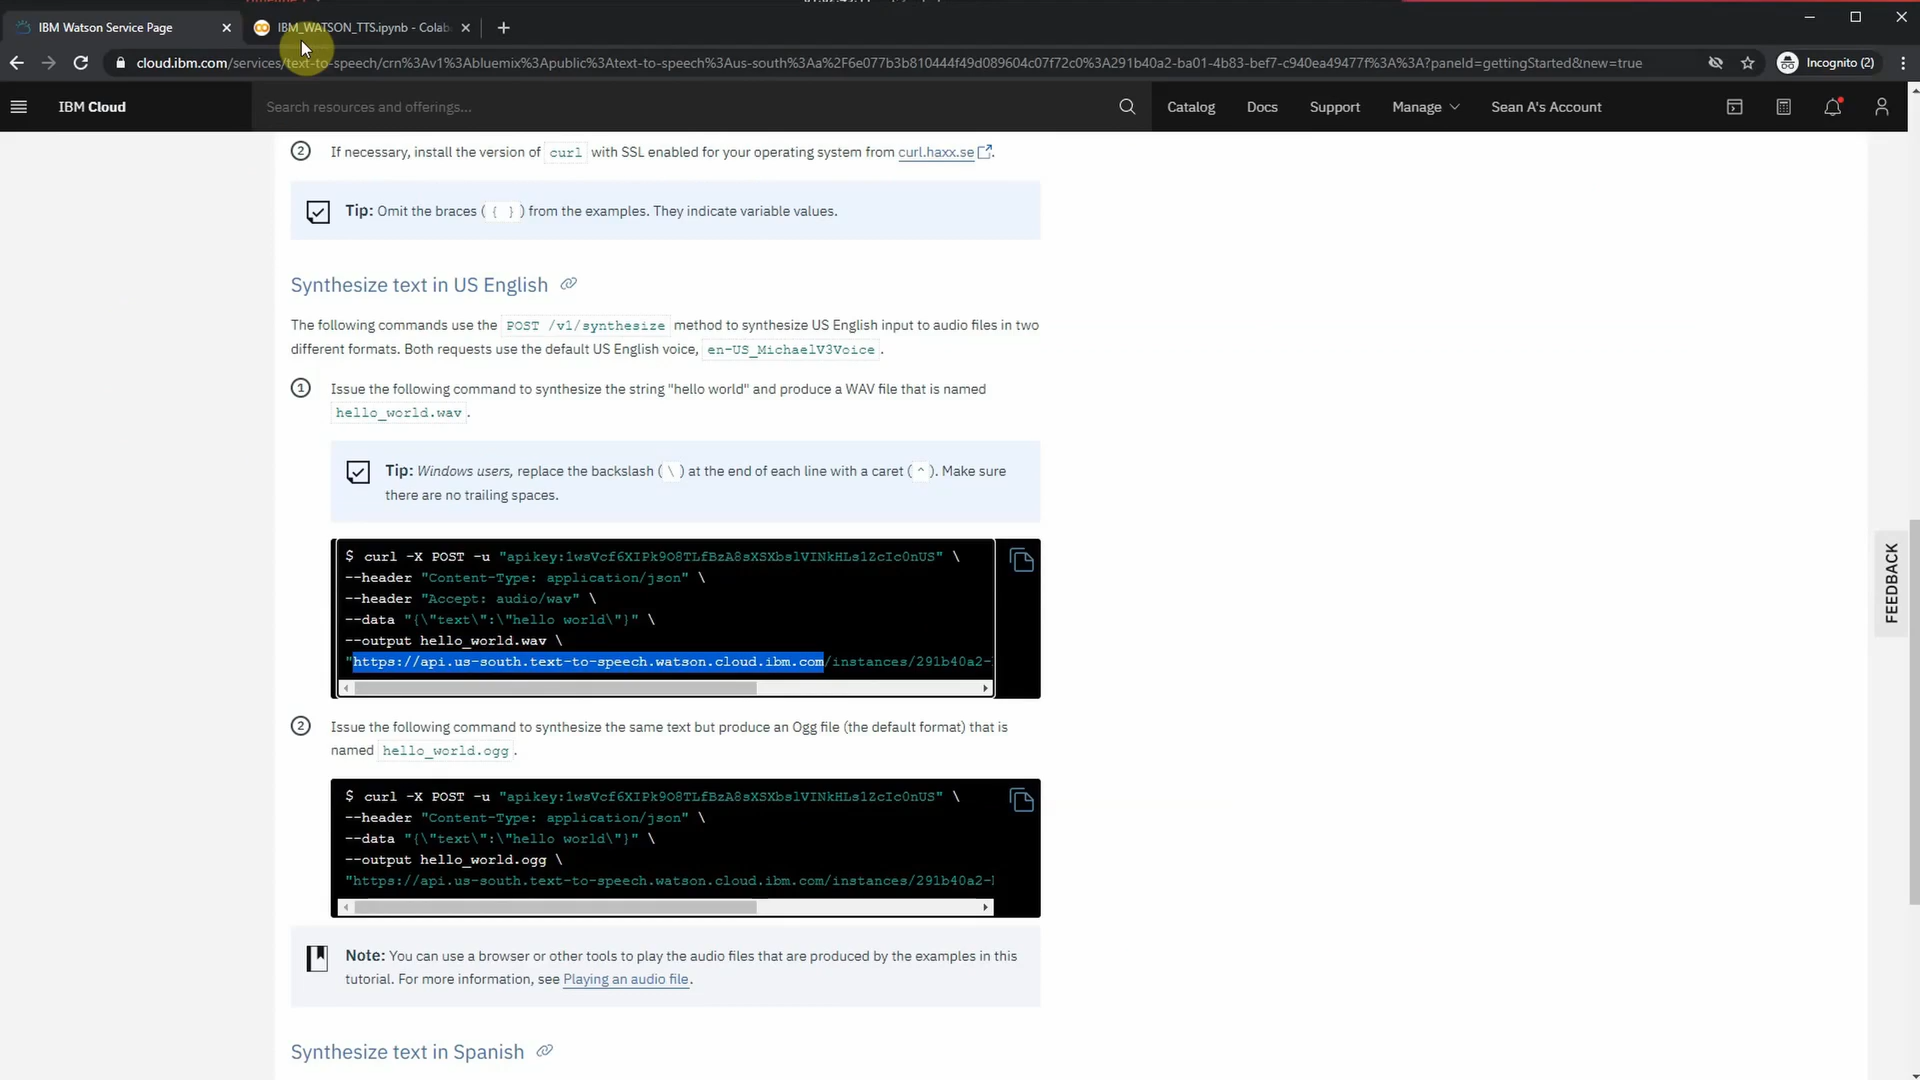 IBM Watson Service Page
IBM_WATSON_TTS.ipynb - Colab
cloud.ibm.com/services/text-to-speech/crn%3Av1%3Abluemix%3Apublic%3Atext-to-speech%3Aus-south%3Aa%2F6e077b3b810444f49d089604c07f72c0%3A291b40a2-ba01-4b83-bef7-c940ea49477f%3A%3A?paneId=gettingStarted&new=true
Incognito (2)
IBM Cloud
Search resources and offerings...
Catalog
Docs
Support
Manage
Sean A's Account
2 If necessary, install the version of curl with SSL enabled for your operating system from curl.haxx.se.
Tip: Omit the braces ( { } ) from the examples. They indicate variable values.
Synthesize text in US English
The following commands use the POST /v1/synthesize method to synthesize US English input to audio files in two
different formats. Both requests use the default US English voice, en-US_MichaelV3Voice.
1 Issue the following command to synthesize the string "hello world" and produce a WAV file that is named
hello_world.wav.
Tip: Windows users, replace the backslash ( \ ) at the end of each line with a caret ( ^ ). Make sure
there are no trailing spaces.
$ curl -X POST -u "apikey:1wsVcf6XIPk9O8TLfBzA8sXSXbslVINkHLs1ZcIc0nUS" \
--header "Content-Type: application/json" \
--header "Accept: audio/wav" \
--data "{\"text\":\"hello world\"}" \
--output hello_world.wav \
"https://api.us-south.text-to-speech.watson.cloud.ibm.com/instances/291b40a2-
2 Issue the following command to synthesize the same text but produce an Ogg file (the default format) that is
named hello_world.ogg.
$ curl -X POST -u "apikey:1wsVcf6XIPk9O8TLfBzA8sXSXbslVINkHLs1ZcIc0nUS" \
--header "Content-Type: application/json" \
--data "{\"text\":\"hello world\"}" \
--output hello_world.ogg \
"https://api.us-south.text-to-speech.watson.cloud.ibm.com/instances/291b40a2-
Note: You can use a browser or other tools to play the audio files that are produced by the examples in this
tutorial. For more information, see Playing an audio file.
Synthesize text in Spanish
FEEDBACK